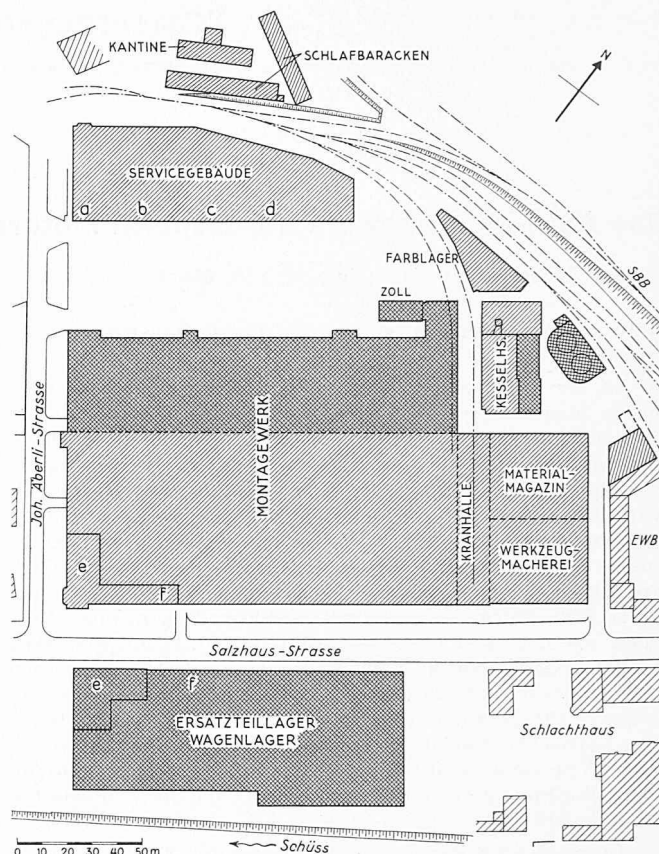 KANTINE
SCHLAFBARACKEN
N
SERVICEGEBÄUDE
a b c d
FARBLAGER
SBB
ZOLL
KESSELHS.
Joh. Aberli-Strasse
MONTAGEWERK
KRANHALLE
MATERIAL-
MAGAZIN
WERKZEUG-
MACHEREI
EWB
e
f
Salzhaus-Strasse
e
f
ERSATZTEILLAGER
WAGENLAGER
Schlachthaus
0 10 20 30 40 50m
Schüss